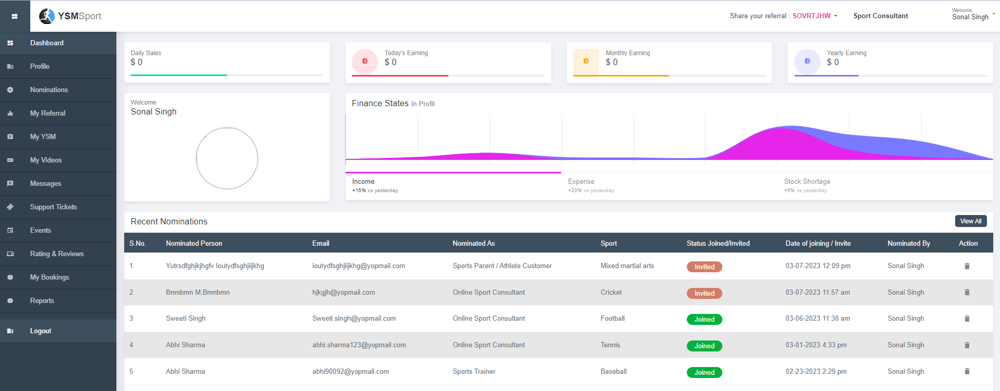 YSMSport
Share your referral : SOVRTJHW
Sport Consultant
Welcome,
Sonal Singh
Dashboard
Profile
Nominations
My Referral
My YSM
My Videos
Messages
Support Tickets
Events
Rating & Reviews
My Bookings
Reports
Logout
Daily Sales
$ 0
Today's Earning
$ 0
Monthly Earning
$ 0
Yearly Earning
$ 0
Welcome
Sonal Singh
Finance States In Profit
Income
+15% vs yesterday
Expense
+20% vs yesterday
Stock Shortage
+5% vs yesterday
Recent Nominations
View All
S.No. Nominated Person Email Nominated As Sport Status Joined/Invited Date of joining / Invite Nominated By Action
1 Yutrsdfghjkjhgfv Ioutydfsghjiijkhg ioutydfsghjiijkhg@yopmail.com Sports Parent / Athlete Customer Mixed martial arts Invited 03-07-2023 12:09 pm Sonal Singh
2 Bnmbmn M,Bmnbmn hjkgjh@yopmail.com Online Sport Consultant Cricket Invited 03-07-2023 11:57 am Sonal Singh
3 Sweeti Singh Sweeti.singh@yopmail.com Online Sport Consultant Football Joined 03-06-2023 11:38 am Sonal Singh
4 Abhi Sharma abhi.sharma123@yopmail.com Online Sport Consultant Tennis Joined 03-01-2023 4:33 pm Sonal Singh
5 Abhi Sharma abhi90092@yopmail.com Sports Trainer Baseball Joined 02-23-2023 2:29 pm Sonal Singh